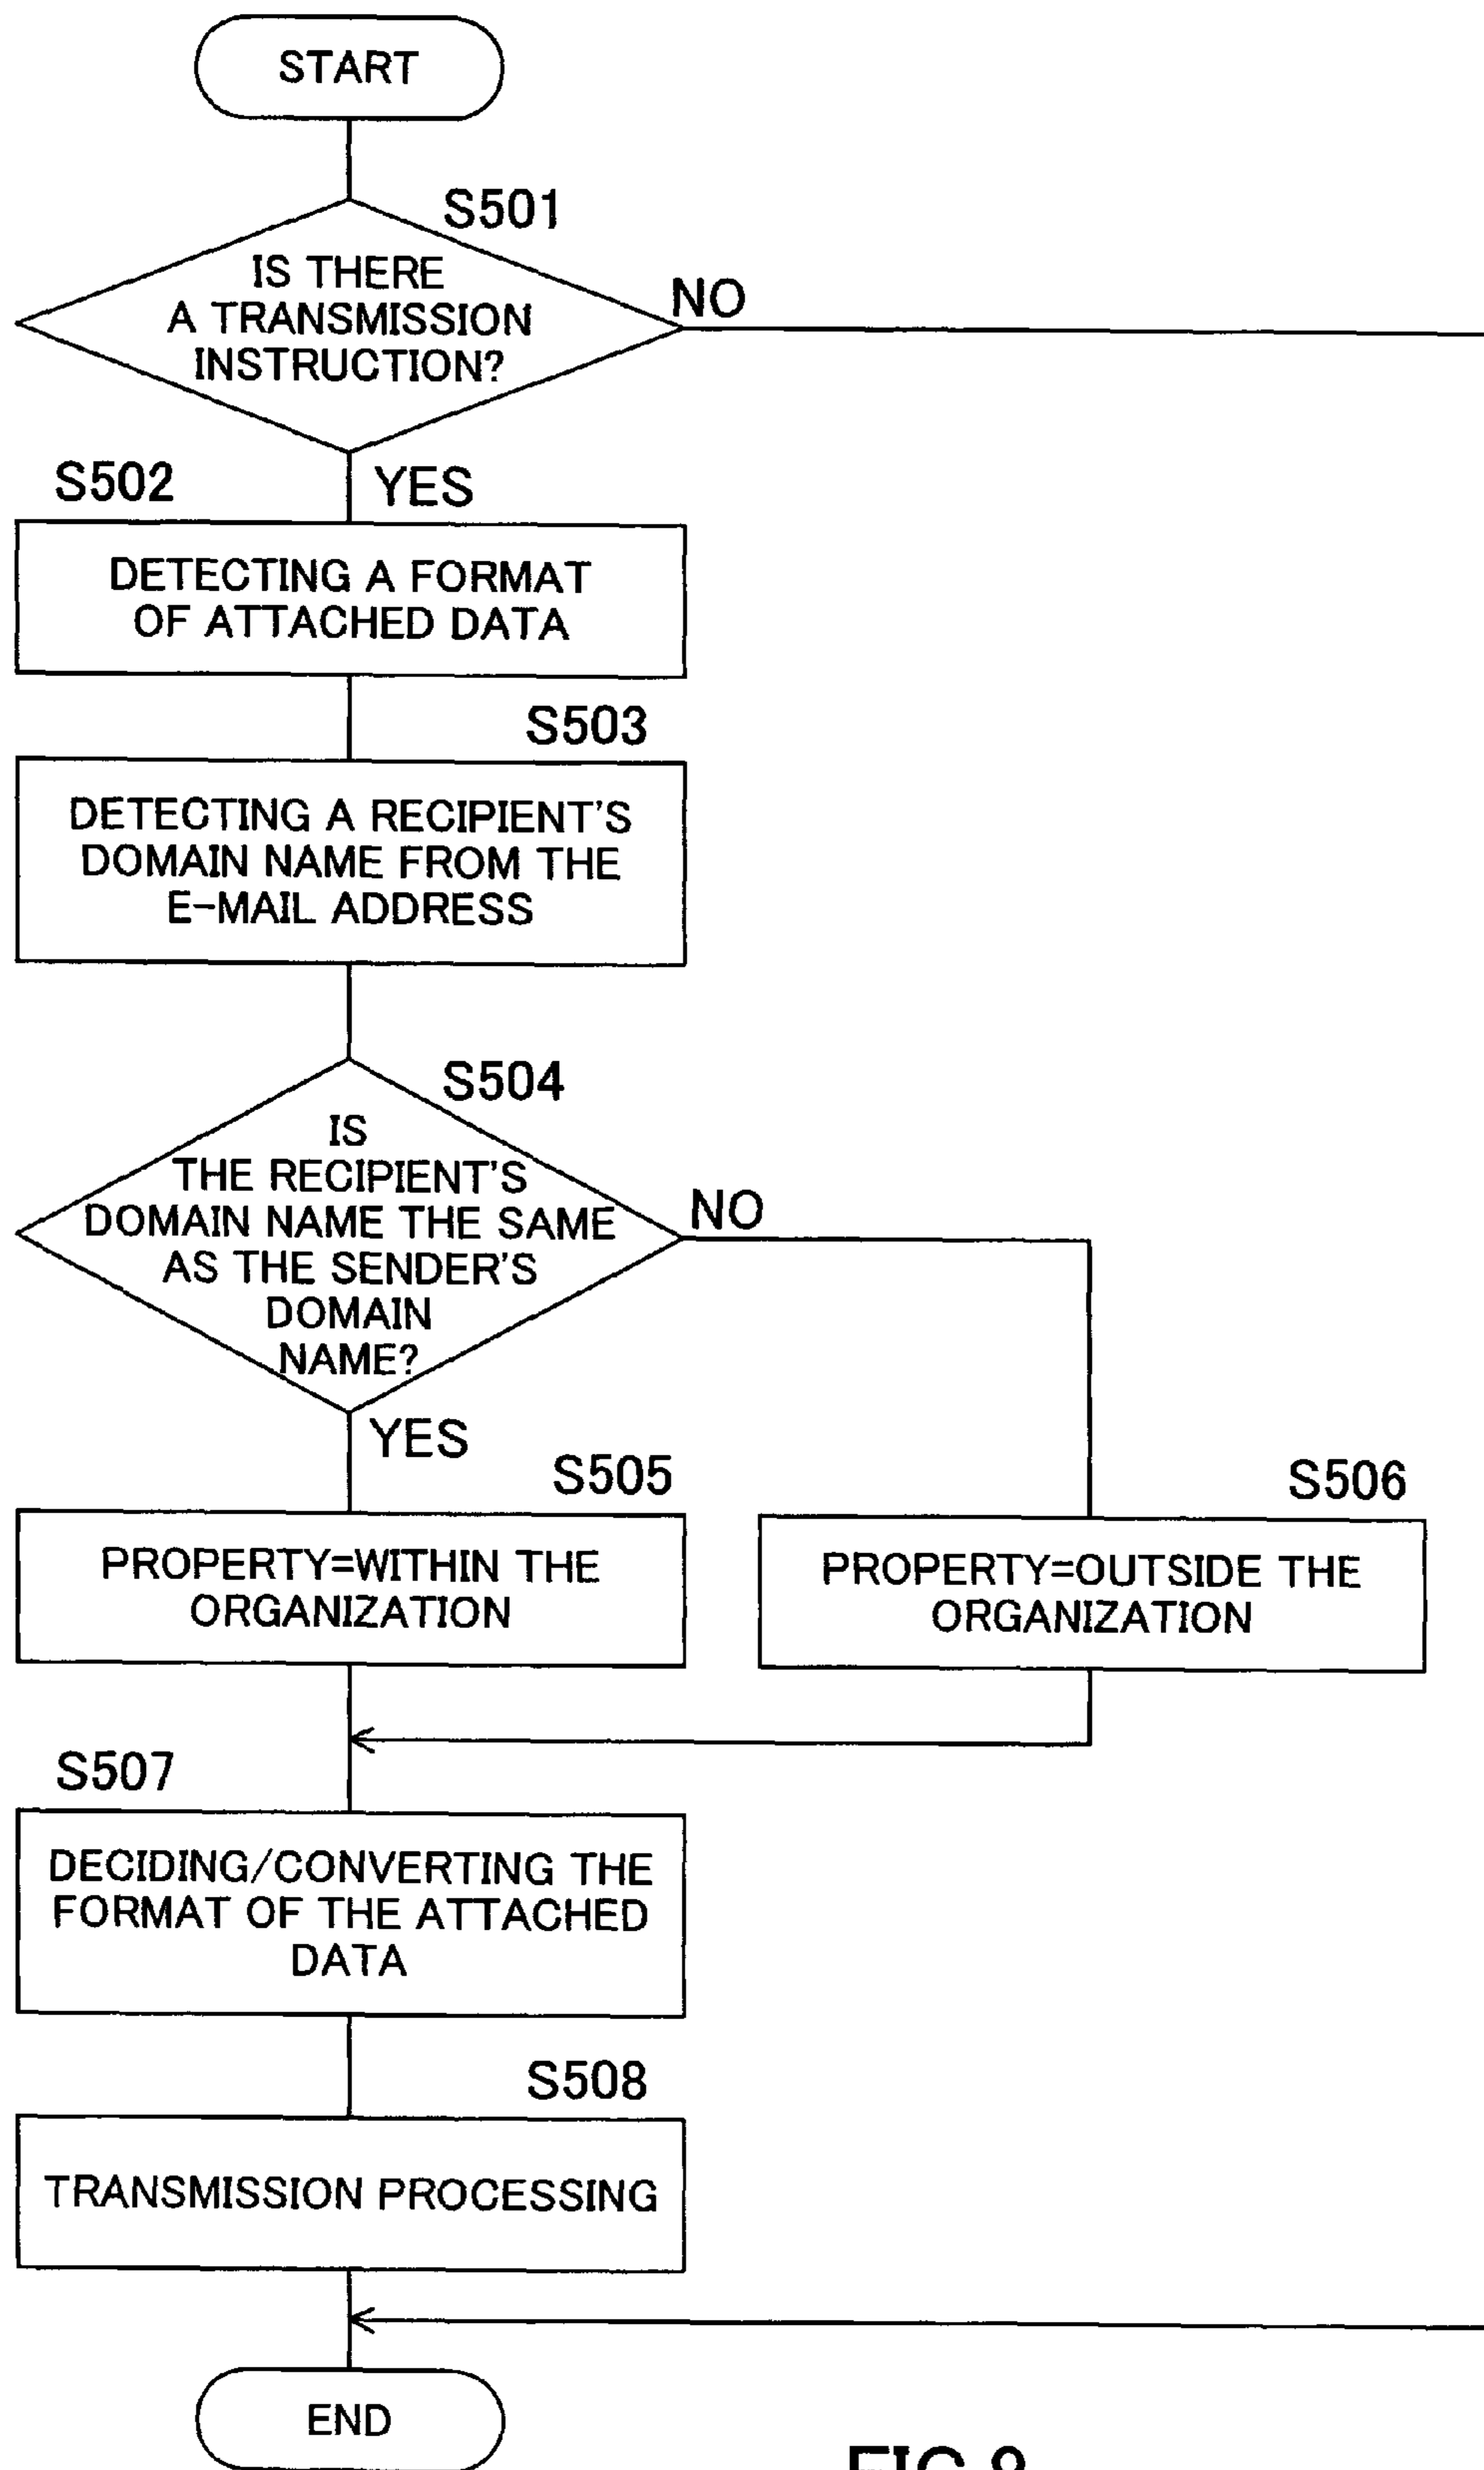 START
S501
IS THERE
A TRANSMISSION
INSTRUCTION?
NO
YES
S502
DETECTING A FORMAT
OF ATTACHED DATA
S503
DETECTING A RECIPIENT'S
DOMAIN NAME FROM THE
E-MAIL ADDRESS
S504
IS
THE RECIPIENT'S
DOMAIN NAME THE SAME
AS THE SENDER'S
DOMAIN
NAME?
NO
YES
S505
PROPERTY=WITHIN THE
ORGANIZATION
S506
PROPERTY=OUTSIDE THE
ORGANIZATION
S507
DECIDING/CONVERTING THE
FORMAT OF THE ATTACHED
DATA
S508
TRANSMISSION PROCESSING
END